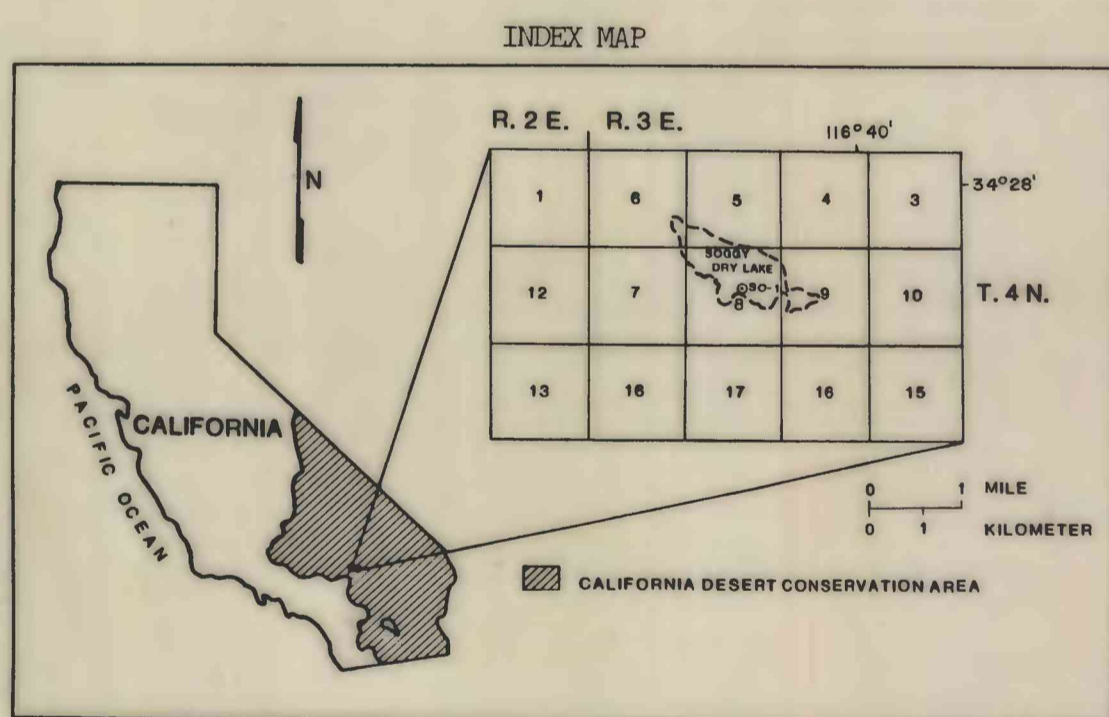 INDEX MAP
R. 2 E. R. 3 E.
116° 40'
34° 28'
N
1 6 5 4 3
SOGGY
DRY LAKE
SO-1
12 7 8 9 10
T. 4 N.
13 18 17 16 15
PACIFIC OCEAN
CALIFORNIA
0 1 MILE
0 1 KILOMETER
CALIFORNIA DESERT CONSERVATION AREA